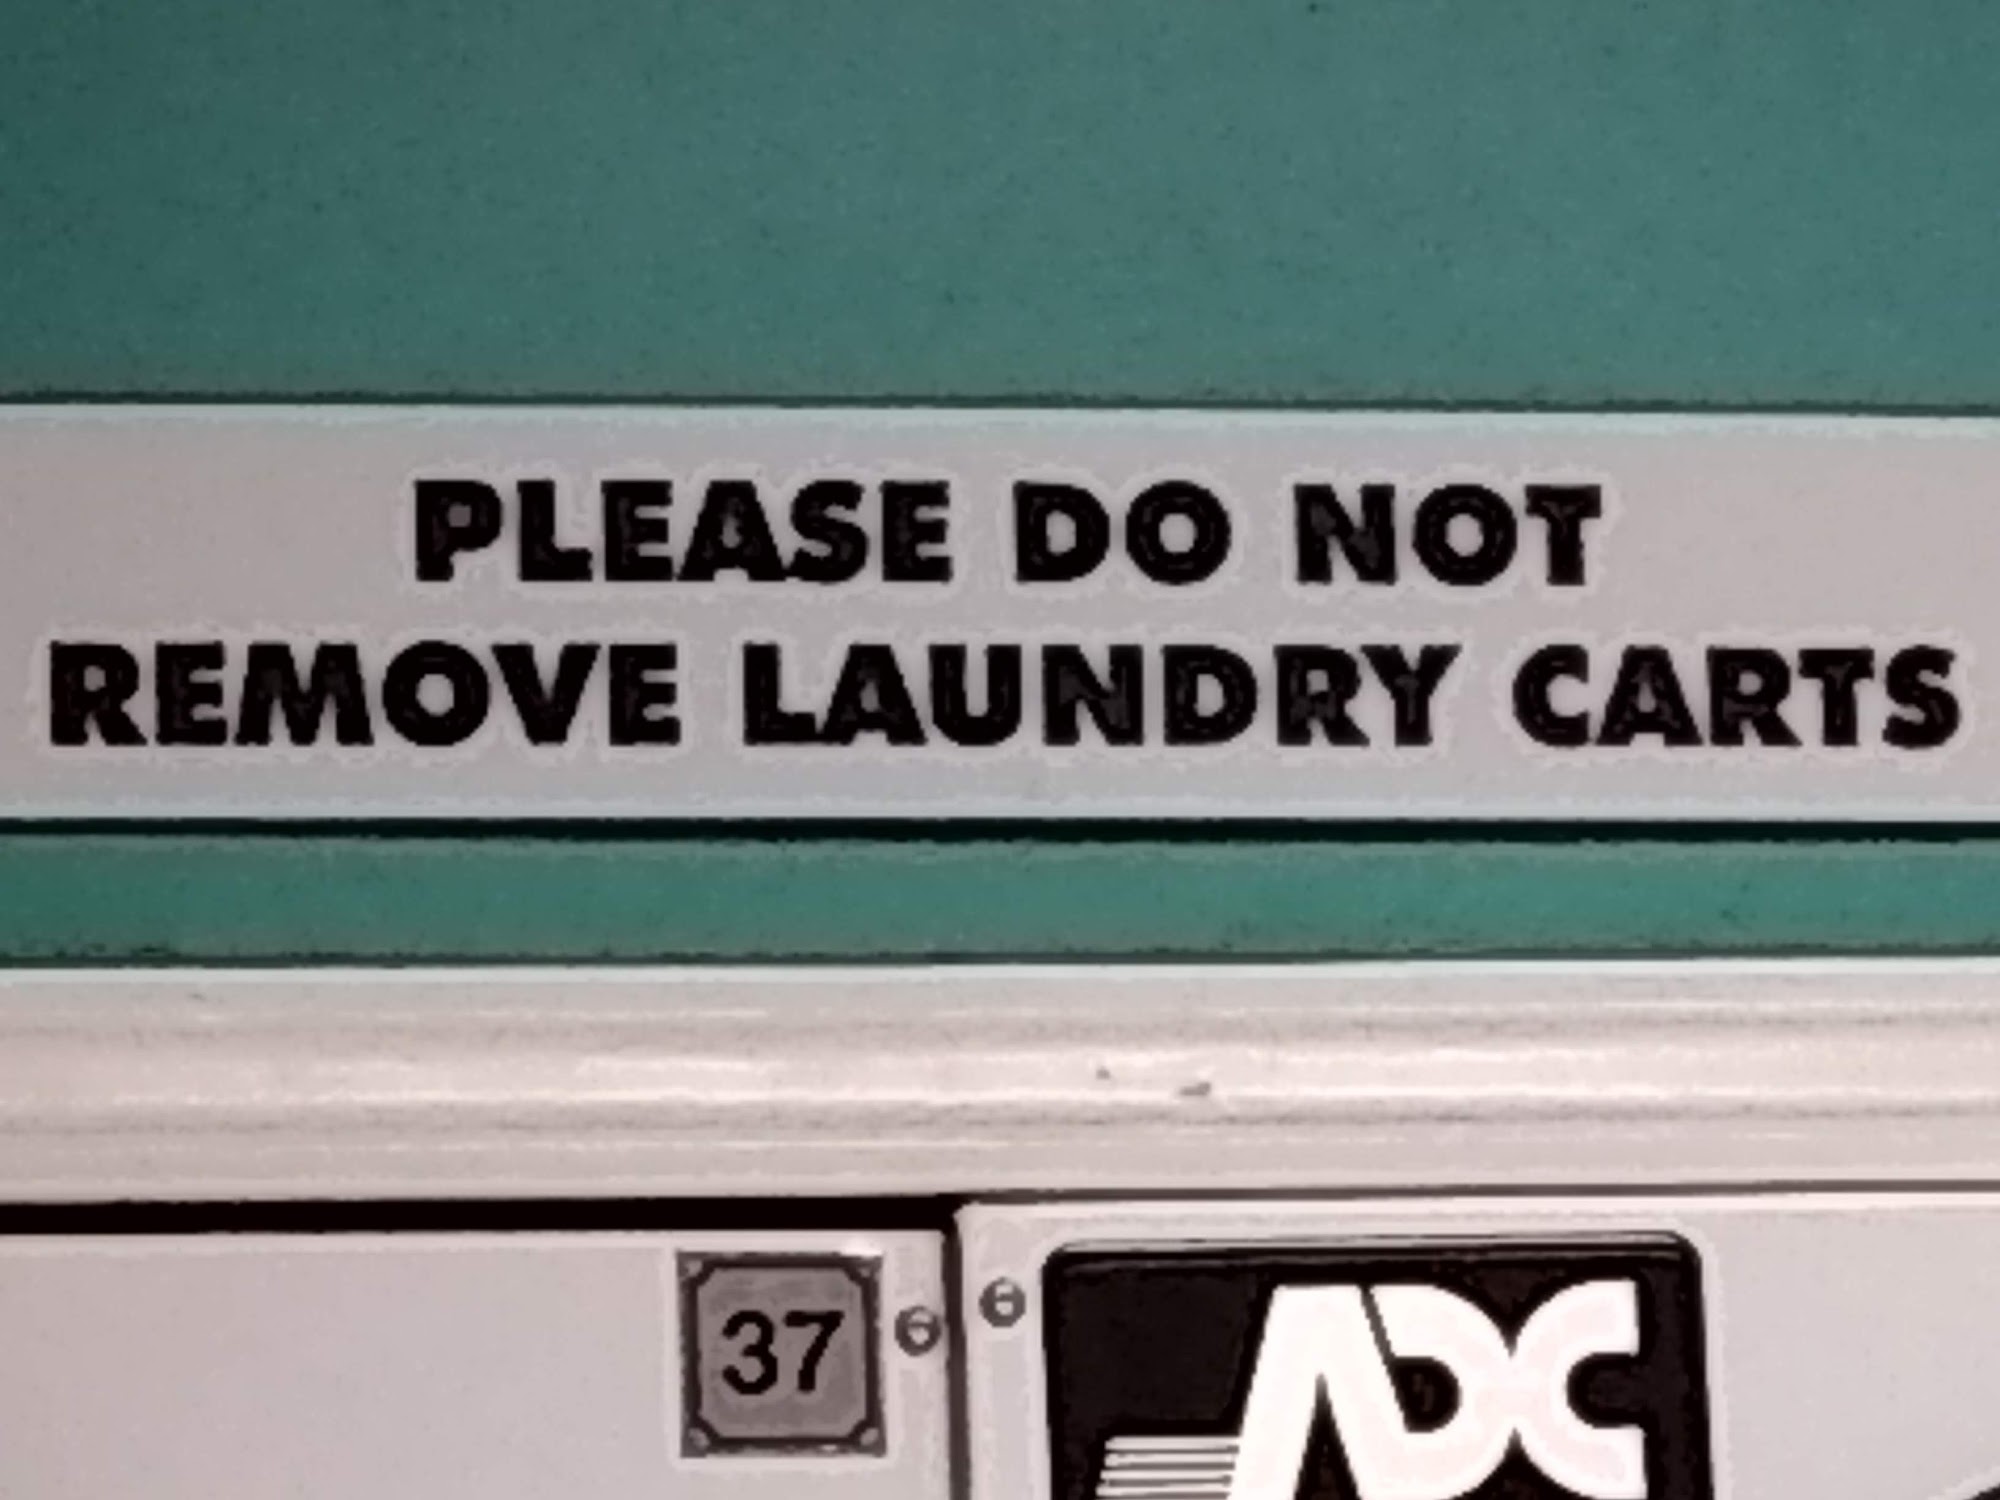 PLEASE DO NOT
REMOVE LAUNDRY CARTS
37
ADC